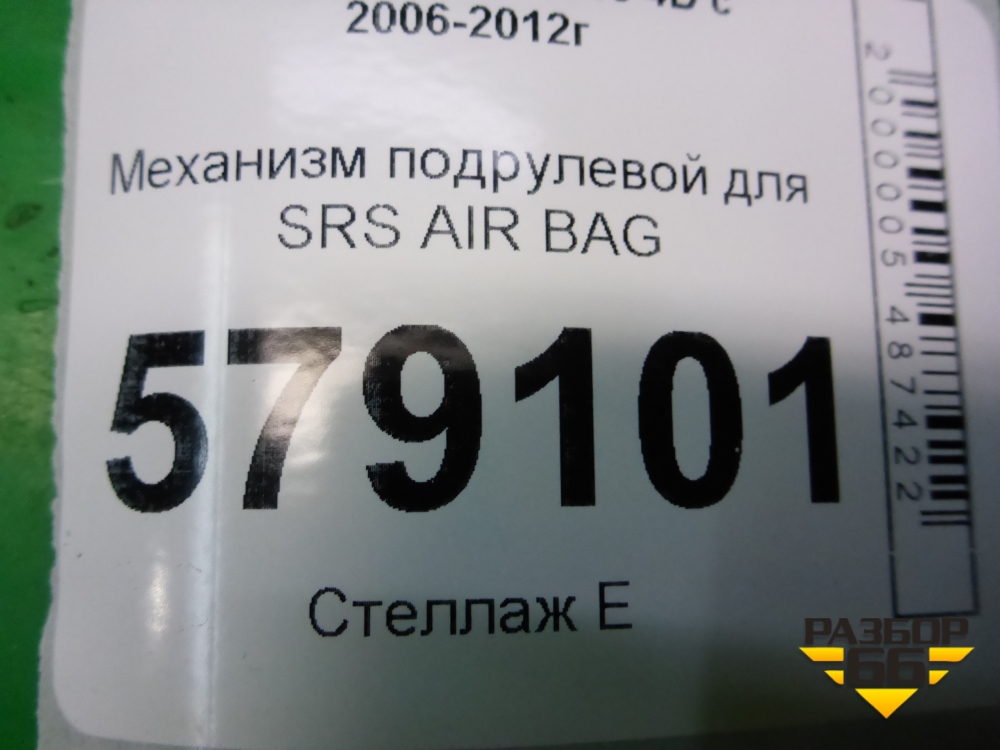 с
2006-2012г
Механизм подрулевой для
SRS AIR BAG
579101
Стеллаж Е
2000005487422
РАЗБОР
66